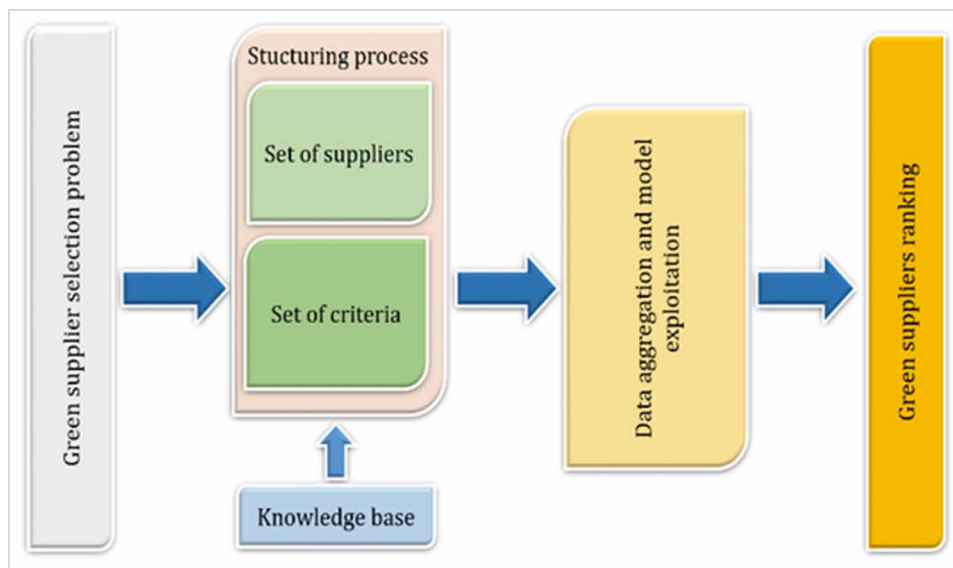 Green supplier selection problem
Stucturing process
Set of suppliers
Set of criteria
Knowledge base
Data aggregation and model
exploitation
Green suppliers ranking